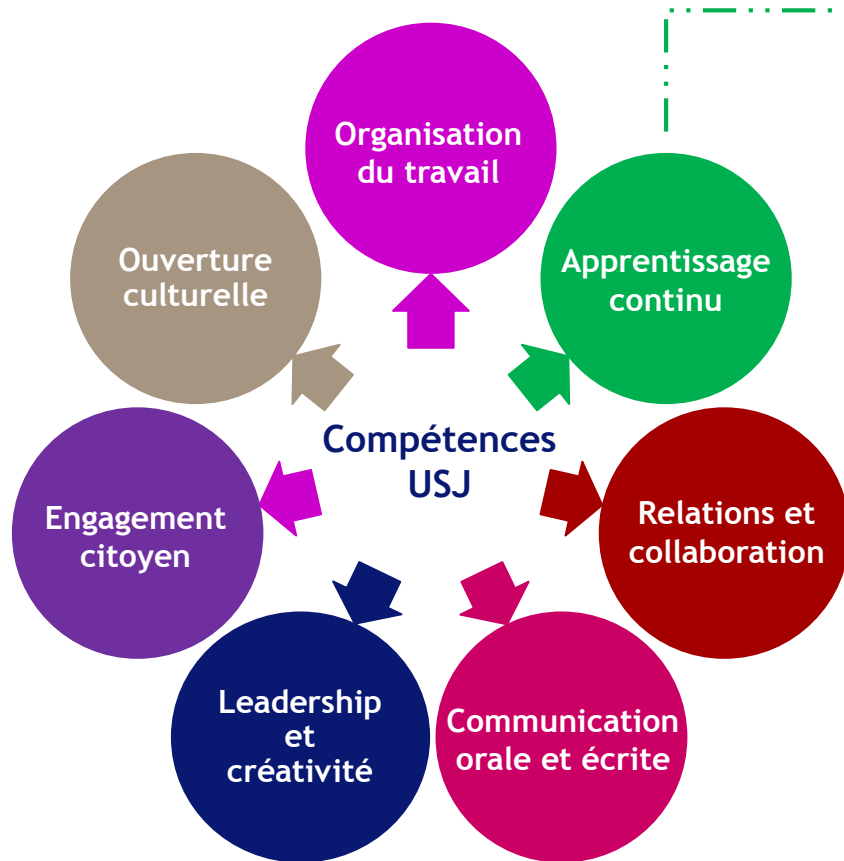 Organisation
du travail
Apprentissage
continu
Relations et
collaboration
Communication
orale et écrite
Leadership
et
créativité
Engagement
citoyen
Ouverture
culturelle
Compétences
USJ